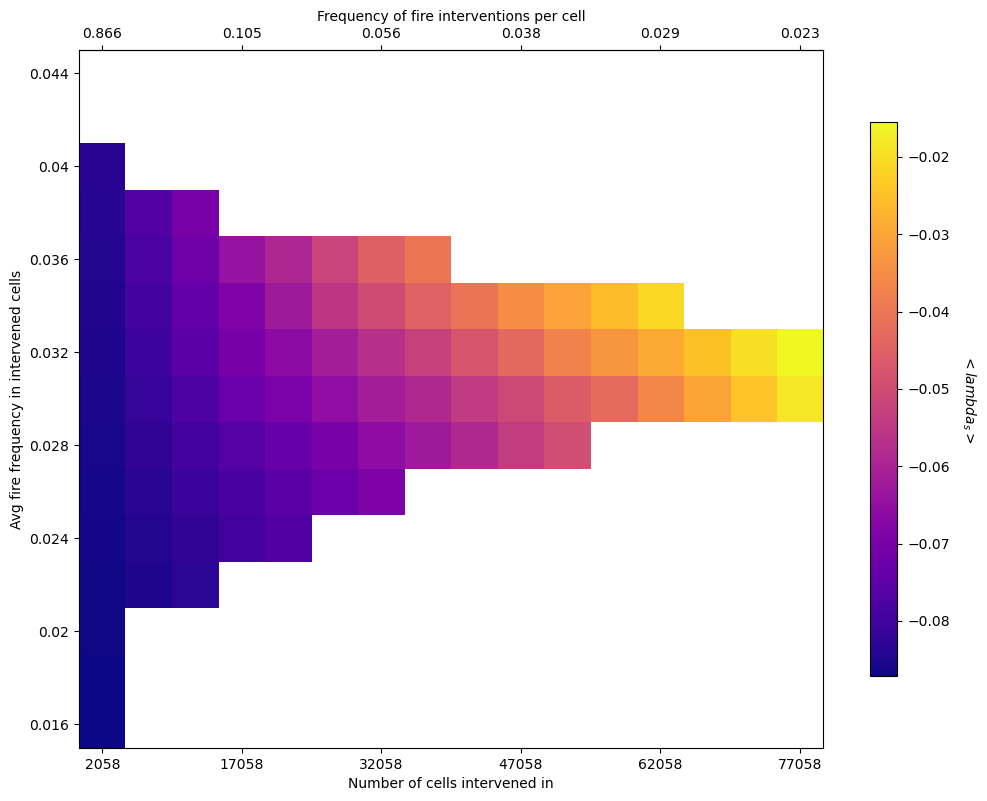 Frequency of fire interventions per cell
0.866 0.105 0.056 0.038 0.029 0.023
Avg fire frequency in intervened cells
0.044
0.04
0.036
0.032
0.028
0.024
0.02
0.016
2058 17058 32058 47058 62058 77058
Number of cells intervened in
−0.02
−0.03
−0.04
−0.05
−0.06
−0.07
−0.08
< lambda_s >